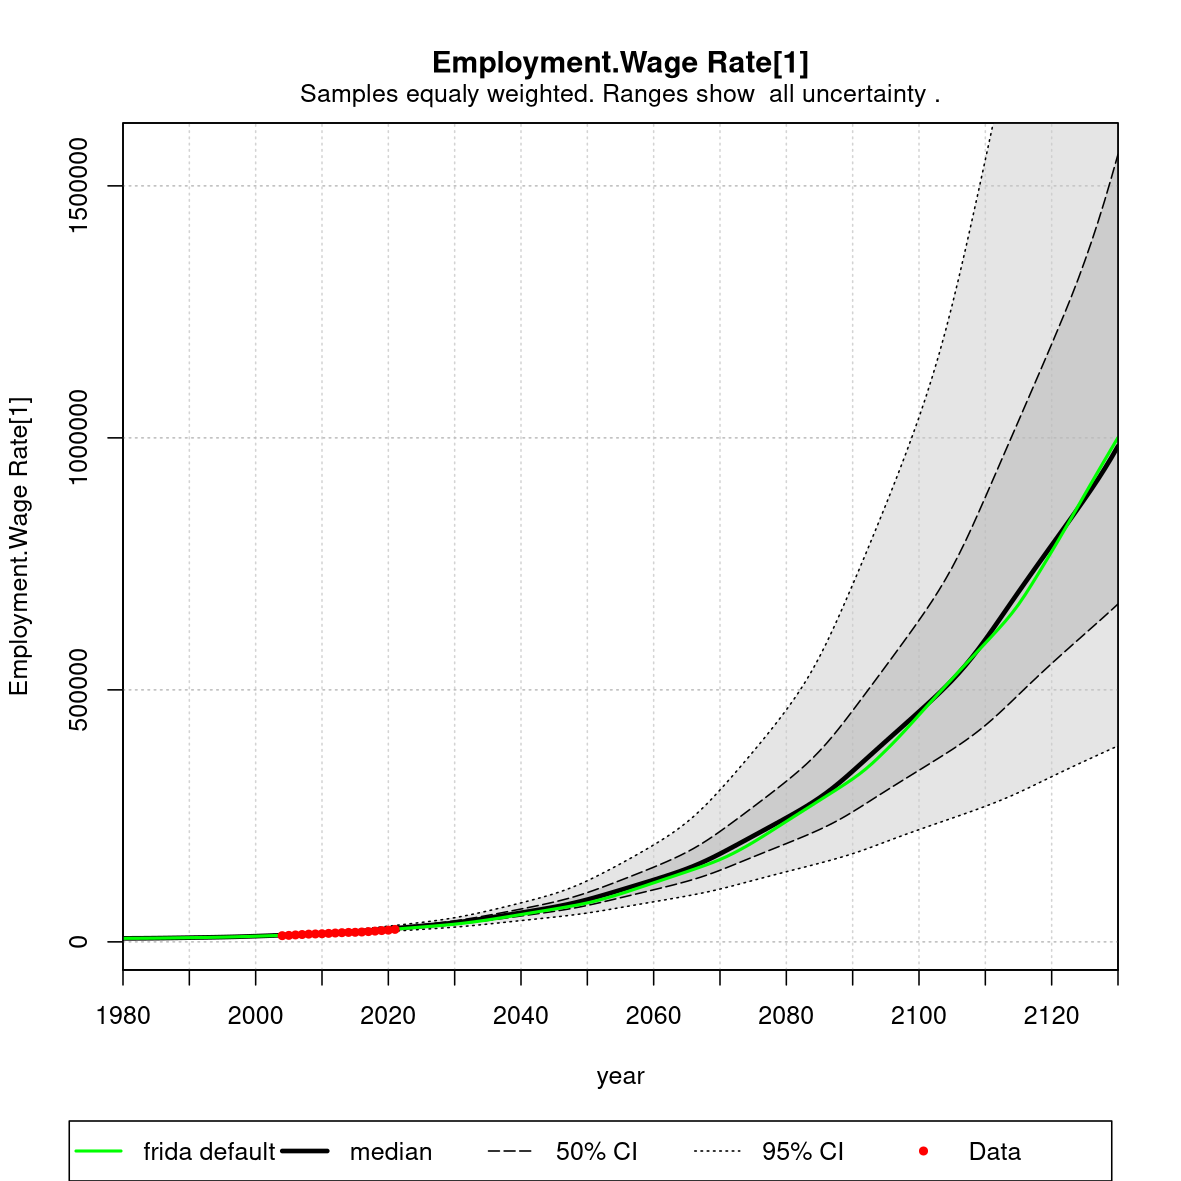 Employment.Wage Rate[1]
Samples equaly weighted. Ranges show  all uncertainty .
Employment.Wage Rate[1]
1500000
1000000
500000
0
1980 2000 2020 2040 2060 2080 2100 2120
year
frida default median 50% CI 95% CI Data